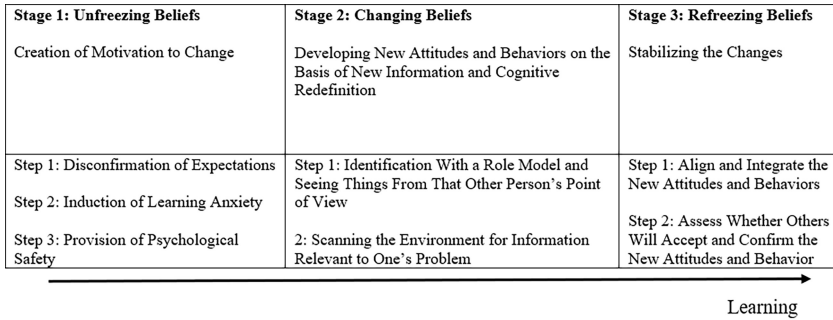 Stage 1: Unfreezing Beliefs
Creation of Motivation to Change
Stage 2: Changing Beliefs
Developing New Attitudes and Behaviors on the
Basis of New Information and Cognitive
Redefinition
Stage 3: Refreezing Beliefs
Stabilizing the Changes
Step 1: Disconfirmation of Expectations
Step 2: Induction of Learning Anxiety
Step 3: Provision of Psychological
Safety
Step 1: Identification With a Role Model and
Seeing Things From That Other Person’s Point
of View
2: Scanning the Environment for Information
Relevant to One’s Problem
Step 1: Align and Integrate the
New Attitudes and Behaviors
Step 2: Assess Whether Others
Will Accept and Confirm the
New Attitudes and Behavior
Learning